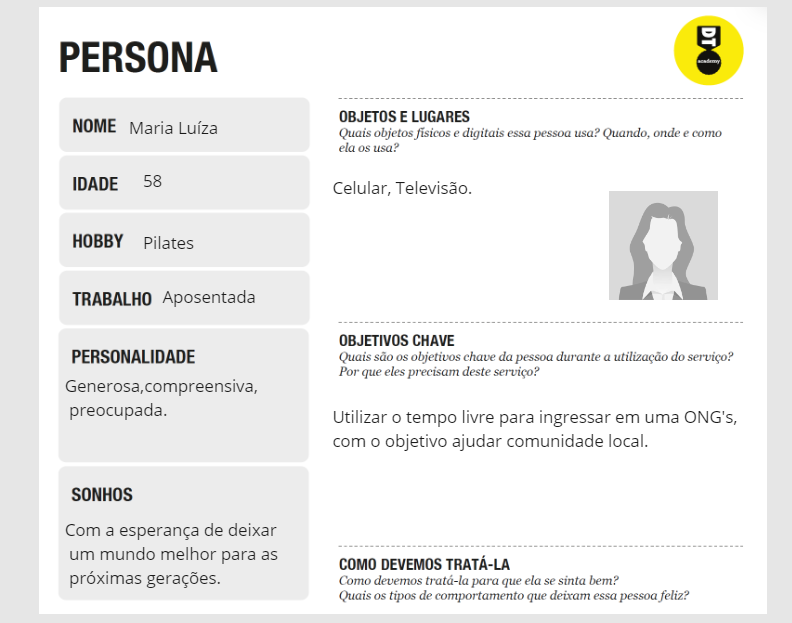 PERSONA
DT
academy
NOME Maria Luíza
IDADE 58
HOBBY Pilates
TRABALHO Aposentada
PERSONALIDADE
Generosa,compreensiva,
preocupada.
SONHOS
Com a esperança de deixar
um mundo melhor para as
próximas gerações.
OBJETOS E LUGARES
Quais objetos físicos e digitais essa pessoa usa? Quando, onde e como
ela os usa?
Celular, Televisão.
OBJETIVOS CHAVE
Quais são os objetivos chave da pessoa durante a utilização do serviço?
Por que eles precisam deste serviço?
Utilizar o tempo livre para ingressar em uma ONG's,
com o objetivo ajudar comunidade local.
COMO DEVEMOS TRATÁ-LA
Como devemos tratá-la para que ela se sinta bem?
Quais os tipos de comportamento que deixam essa pessoa feliz?